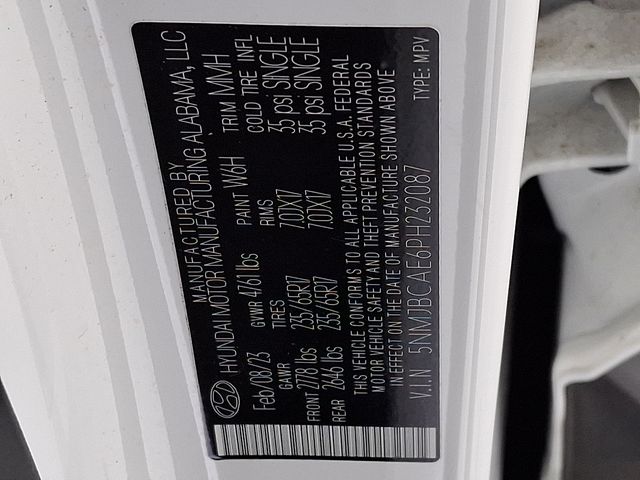 MANUFACTURED BY
HYUNDAI MOTOR MANUFACTURING ALABAMA, LLC
Feb/08/23 GVWR 4761 lbs PAINT W6H TRIM MMH
GAWR TIRES RIMS COLD TIRE INFL
FRONT 2778 lbs 235/65R17 7.0JX17 35 psi SINGLE
REAR 2646 lbs 235/65R17 7.0JX17 35 psi SINGLE
THIS VEHICLE CONFORMS TO ALL APPLICABLE U.S.A. FEDERAL
MOTOR VEHICLE SAFETY AND THEFT PREVENTION STANDARDS
IN EFFECT ON THE DATE OF MANUFACTURE SHOWN ABOVE
V.I.N 5NMJBCAE6PH232087 TYPE: MPV